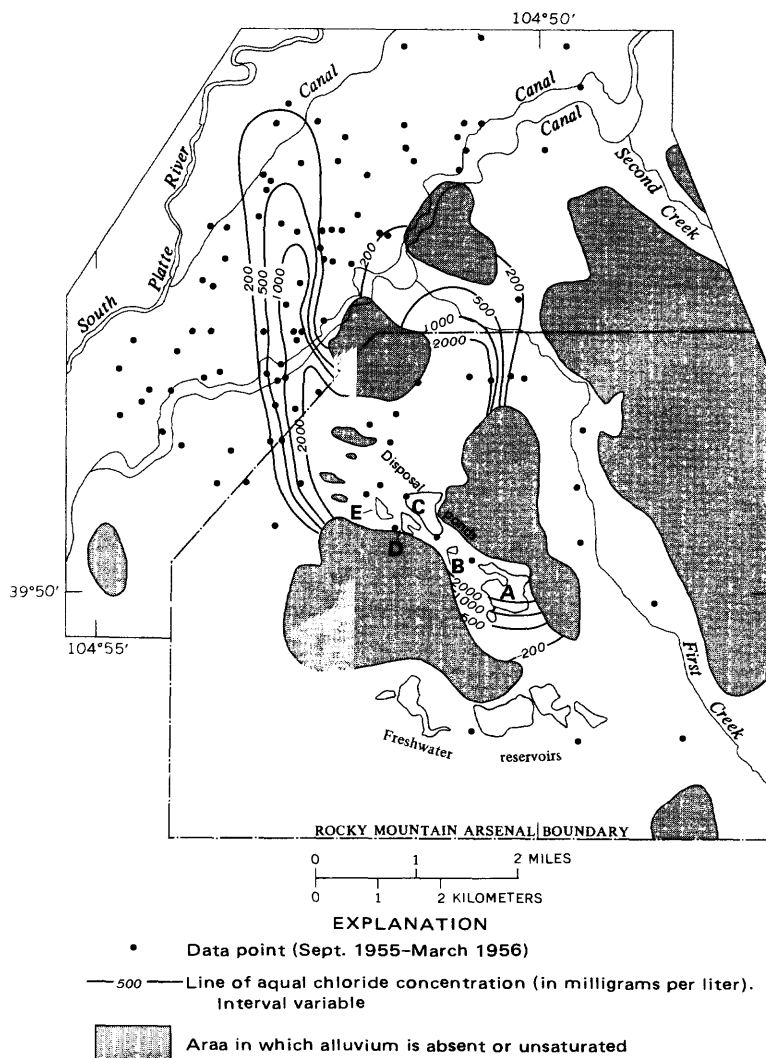 104°50'
Canal
Canal
Canal
River
Platte
South
Second
Creek
200
500
1000
200
200
500
1000
2000
2000
Disposal
Ponds
E
C
D
B
A
2000
1000
500
200
39°50'
104°55'
First
Creek
Freshwater
reservoirs
ROCKY MOUNTAIN ARSENAL BOUNDARY
0 1 2 MILES
0 1 2 KILOMETERS
EXPLANATION
Data point (Sept. 1955–March 1956)
500 Line of aqual chloride concentration (in milligrams per liter).
Interval variable
Araa in which alluvium is absent or unsaturated